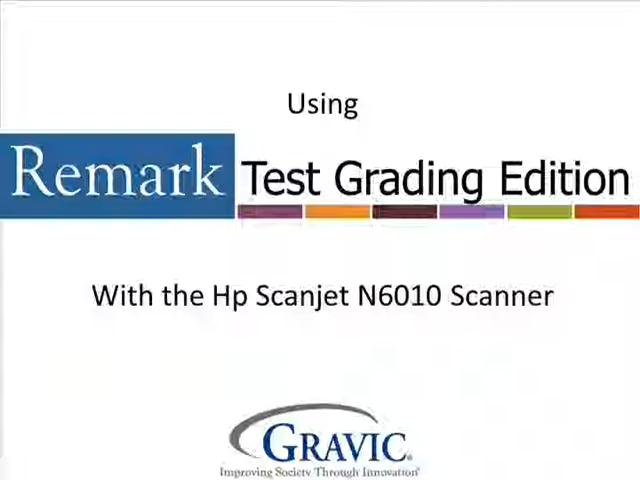 Using
Remark Test Grading Edition
With the Hp Scanjet N6010 Scanner
GRAVIC®
Improving Society Through Innovation®